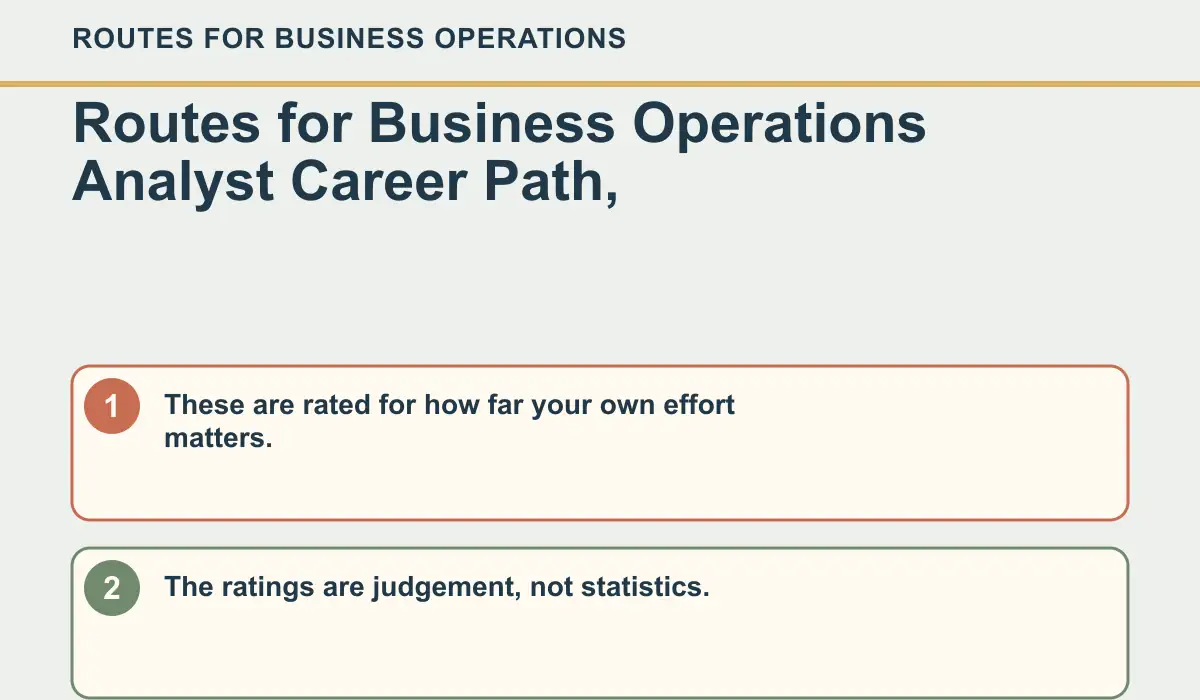 ROUTES FOR BUSINESS OPERATIONS
Routes for Business Operations
Analyst Career Path,
1
These are rated for how far your own effort
matters.
2
The ratings are judgement, not statistics.